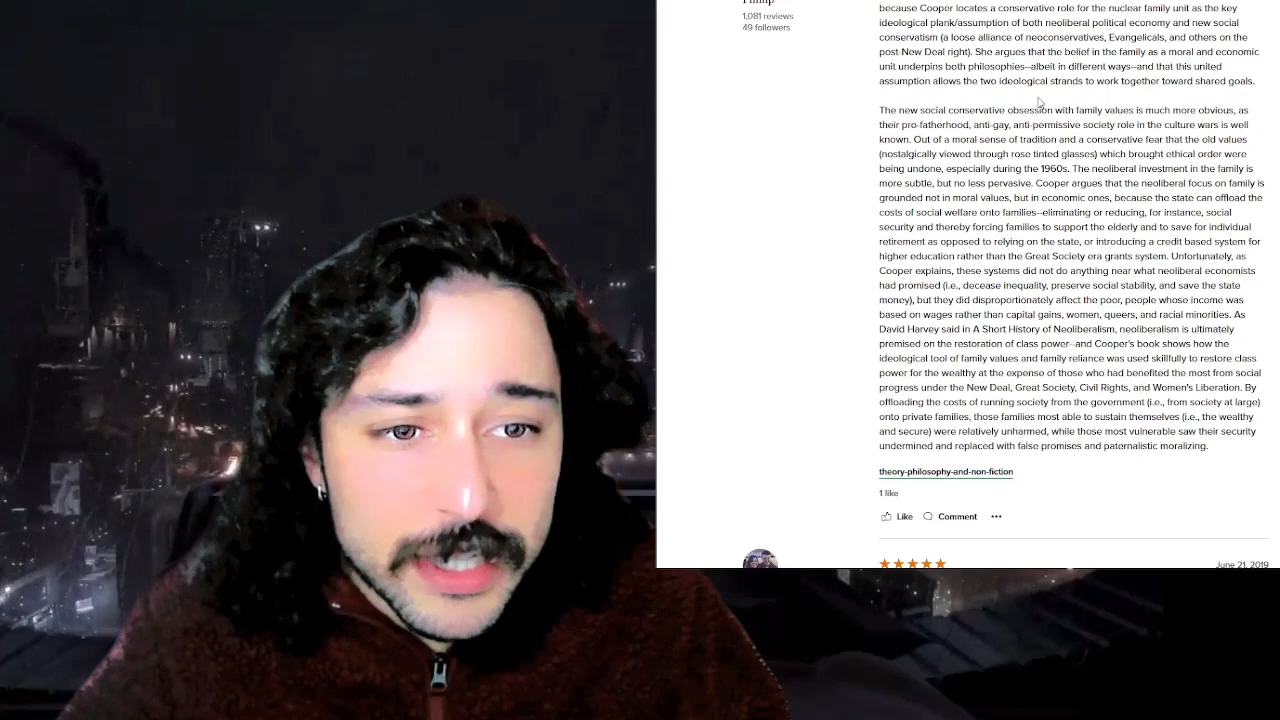 1,081 reviews
49 followers
because Cooper locates a conservative role for the nuclear family unit as the key
ideological plank/assumption of both neoliberal political economy and new social
conservatism (a loose alliance of neoconservatives, Evangelicals, and others on the
post-New Deal right). She argues that the belief in the family as a moral and economic
unit underpins both philosophies--albeit in different ways--and that this united
assumption allows the two ideological strands to work together toward shared goals.
The new social conservative obsession with family values is much more obvious, as
their pro-fatherhood, anti-gay, anti-permissive society role in the culture wars is well
known. Out of a moral sense of tradition and a conservative fear that the old values
(nostalgically viewed through rose tinted glasses) which brought ethical order were
being undone, especially during the 1960s. The neoliberal investment in the family is
more subtle, but no less pervasive. Cooper argues that the neoliberal focus on family is
grounded not in moral values, but in economic ones, because the state can offload the
costs of social welfare onto families--eliminating or reducing, for instance, social
security and thereby forcing families to support the elderly and to save for individual
retirement as opposed to relying on the state, or introducing a credit based system for
higher education rather than the Great Society era grants system. Unfortunately, as
Cooper explains, these systems did not do anything near what neoliberal economists
had promised (i.e., decease inequality, preserve social stability, and save the state
money), but they did disproportionately affect the poor, people whose income was
based on wages rather than capital gains, women, queers, and racial minorities. As
David Harvey said in A Short History of Neoliberalism, neoliberalism is ultimately
premised on the restoration of class power--and Cooper's book shows how the
ideological tool of family values and family reliance was used skillfully to restore class
power for the wealthy at the expense of those who had benefited the most from social
progress under the New Deal, Great Society, Civil Rights, and Women's Liberation. By
offloading the costs of running society from the government (i.e., from society at large)
onto private families, those families most able to sustain themselves (i.e., the wealthy
and secure) were relatively unharmed, while those most vulnerable saw their security
undermined and replaced with false promises and paternalistic moralizing.
theory-philosophy-and-non-fiction
1 like
Like Comment
June 21, 2019